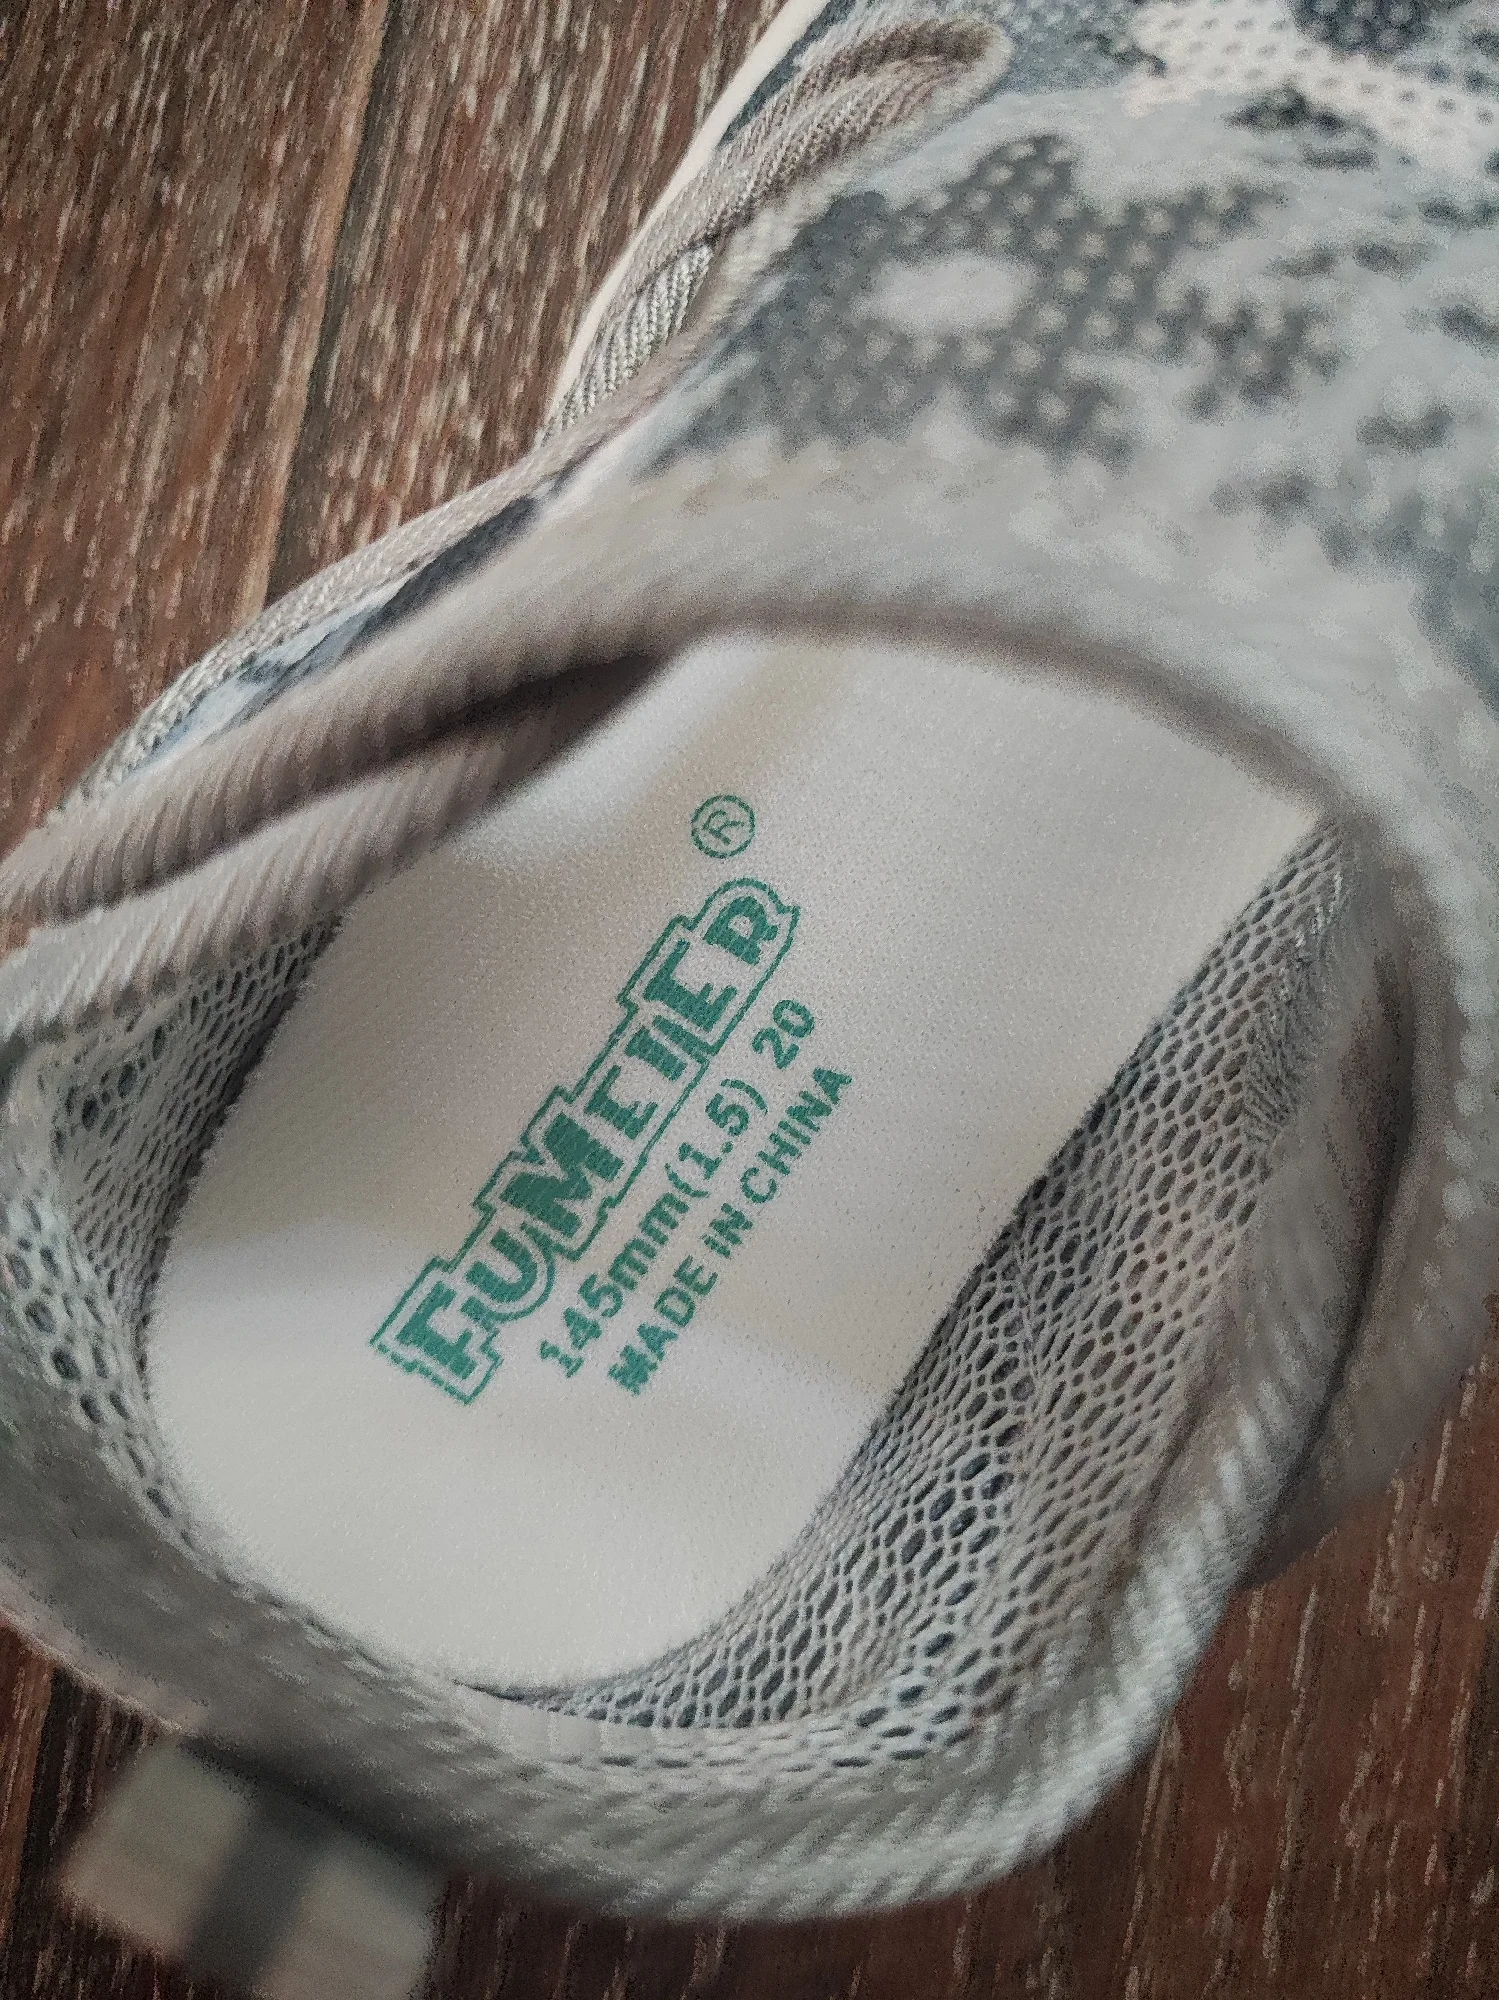 ®
FUMEIER
145mm(1.5) 20
MADE IN CHINA